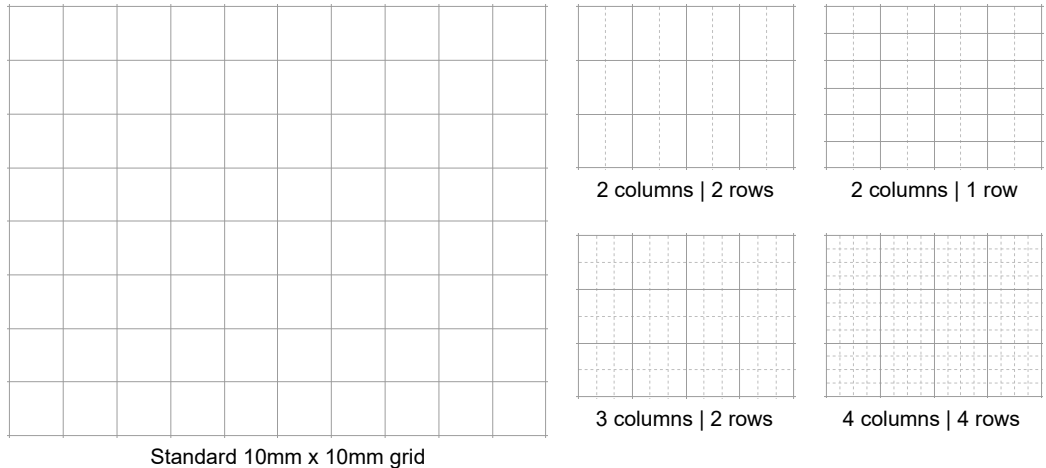 2 columns | 2 rows
2 columns | 1 row
3 columns | 2 rows
4 columns | 4 rows
Standard 10mm x 10mm grid